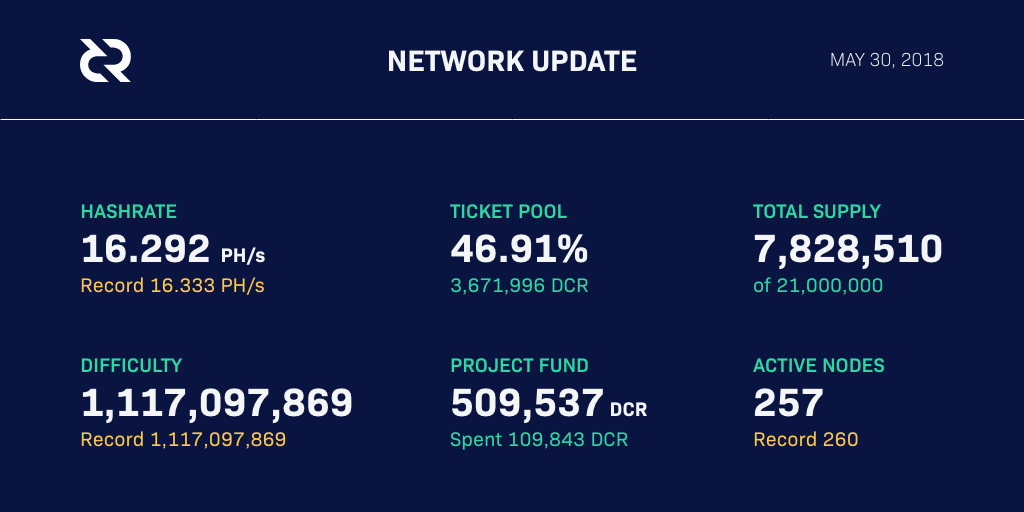 NETWORK UPDATE
MAY 30, 2018
HASHRATE
16.292 PH/s
Record 16.333 PH/s
TICKET POOL
46.91%
3,671,996 DCR
TOTAL SUPPLY
7,828,510
of 21,000,000
DIFFICULTY
1,117,097,869
Record 1,117,097,869
PROJECT FUND
509,537 DCR
Spent 109,843 DCR
ACTIVE NODES
257
Record 260